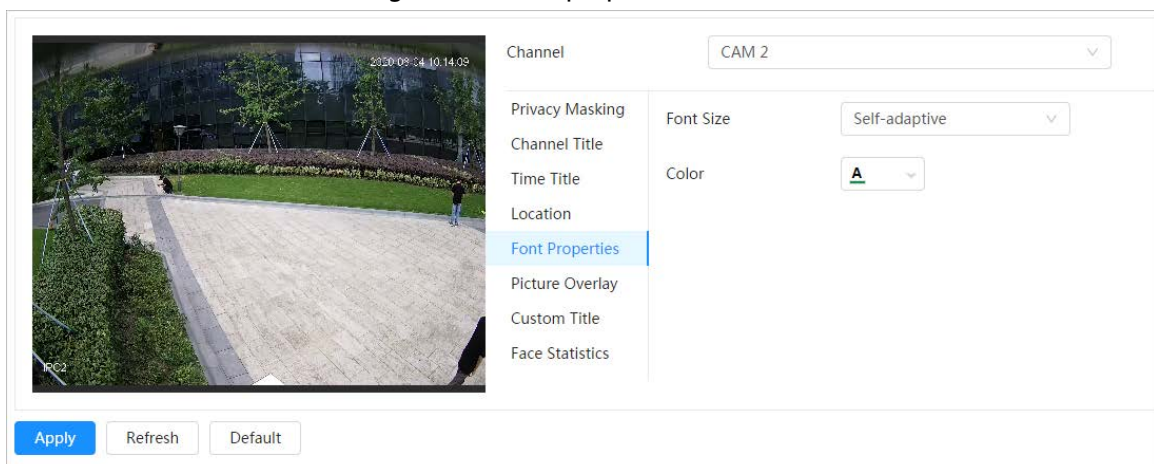 Channel
CAM 2
2020-09-04 10:14:09
Privacy Masking
Channel Title
Time Title
Location
Font Properties
Picture Overlay
Custom Title
Face Statistics
Font Size
Self-adaptive
Color
A
IPC2
Apply
Refresh
Default